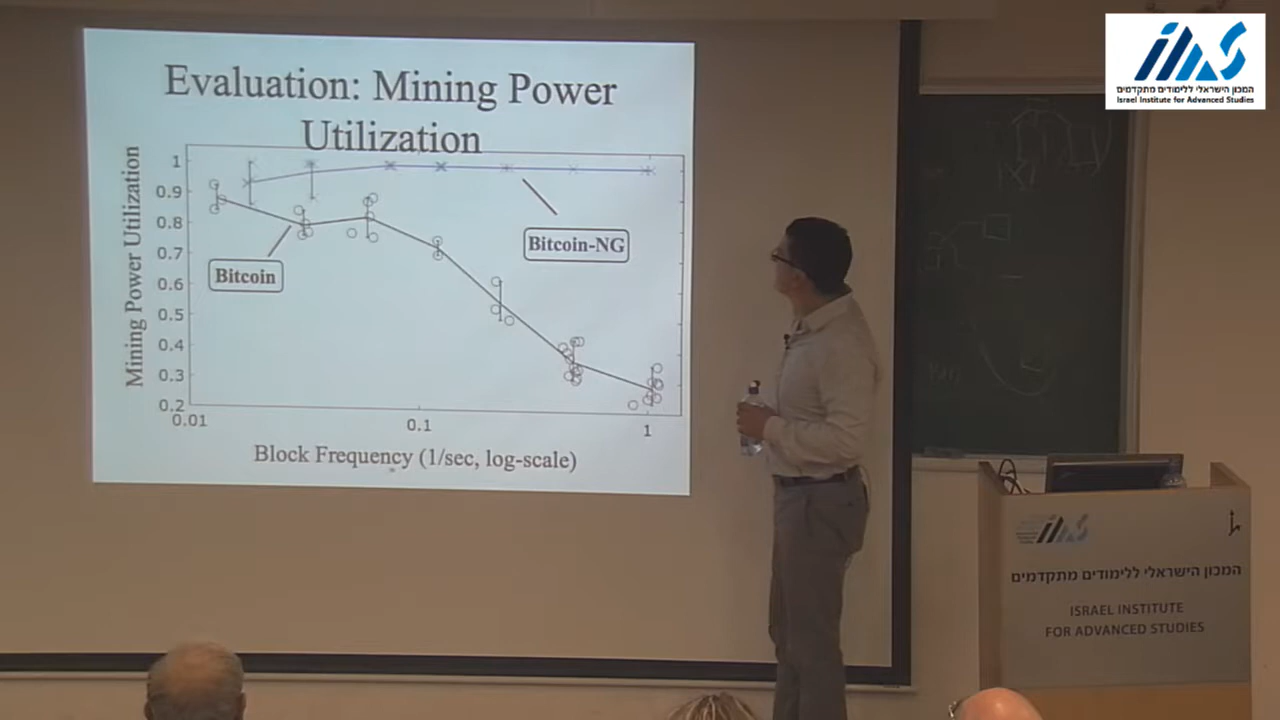 Evaluation: Mining Power
Utilization
Mining Power Utilization
1
0.9
0.8
0.7
0.6
0.5
0.4
0.3
0.2
0.01
0.1
1
Bitcoin
Bitcoin-NG
Block Frequency (1/sec, log-scale)
IIAS
המכון הישראלי ללימודים מתקדמים
Israel Institute for Advanced Studies
המכון הישראלי ללימודים מתקדמים
ISRAEL INSTITUTE
FOR ADVANCED STUDIES